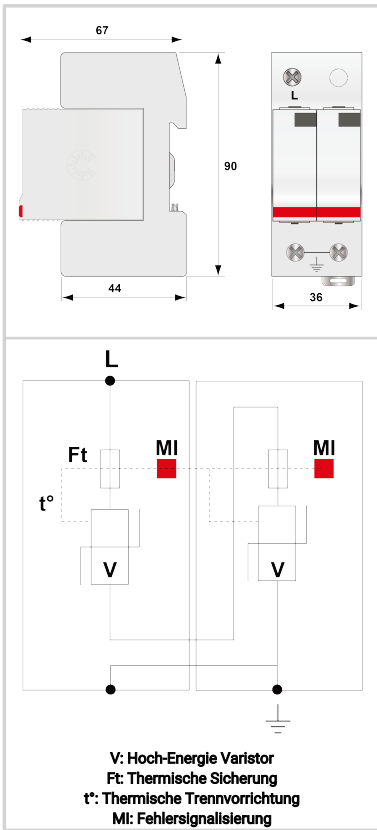 67
L
90
44
36
L
Ft
MI
MI
t°
V
V
V: Hoch-Energie Varistor
Ft: Thermische Sicherung
t°: Thermische Trennvorrichtung
MI: Fehlersignalisierung